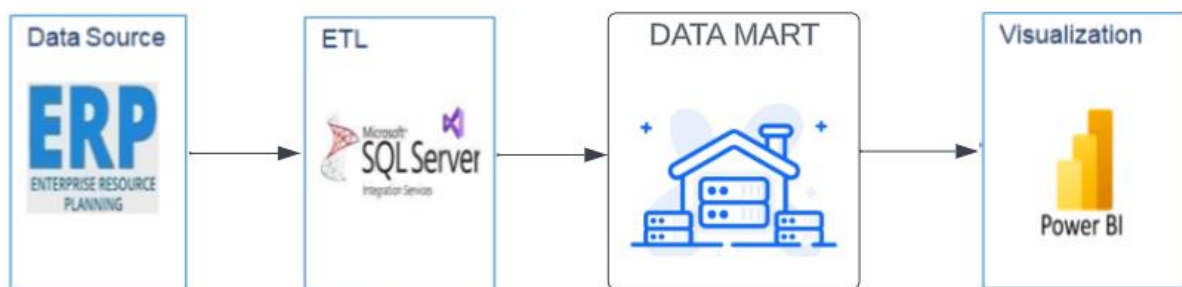 Data Source
ERP
ENTERPRISE RESOURCE
PLANNING
ETL
Microsoft®
SQL Server
Integration Services
DATA MART
Visualization
Power BI